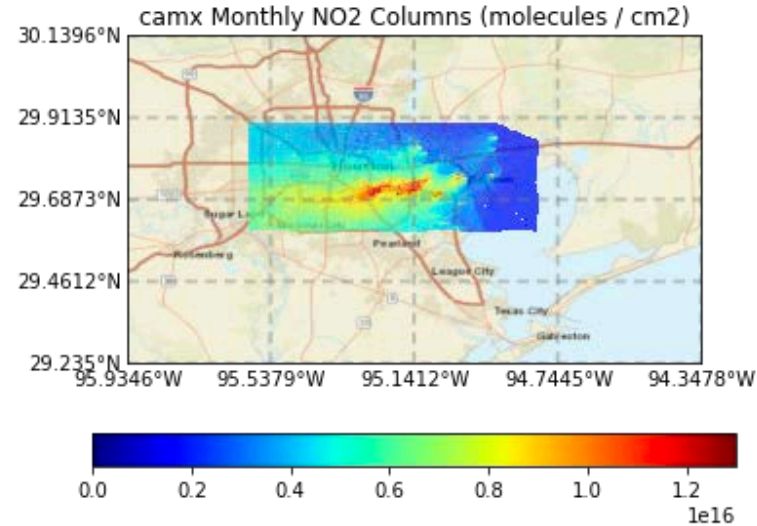 camx Monthly NO2 Columns (molecules / cm2)
30.1396°N
29.9135°N
29.6873°N
29.4612°N
29.235°N
Sugar
Rosenberg
Pearland
League City
Texas City
Galveston
95.9346°W 95.5379°W 95.1412°W 94.7445°W 94.3478°W
0.0 0.2 0.4 0.6 0.8 1.0 1.2
1e16